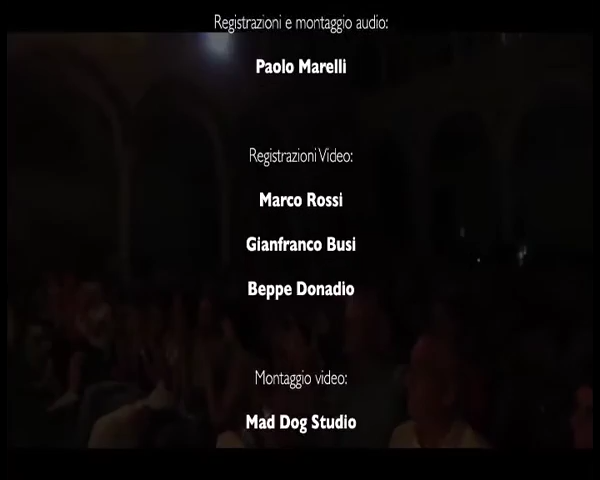 Registrazioni e montaggio audio:
Paolo Marelli
Registrazioni Video:
Marco Rossi
Gianfranco Busi
Beppe Donadio
Montaggio video:
Mad Dog Studio